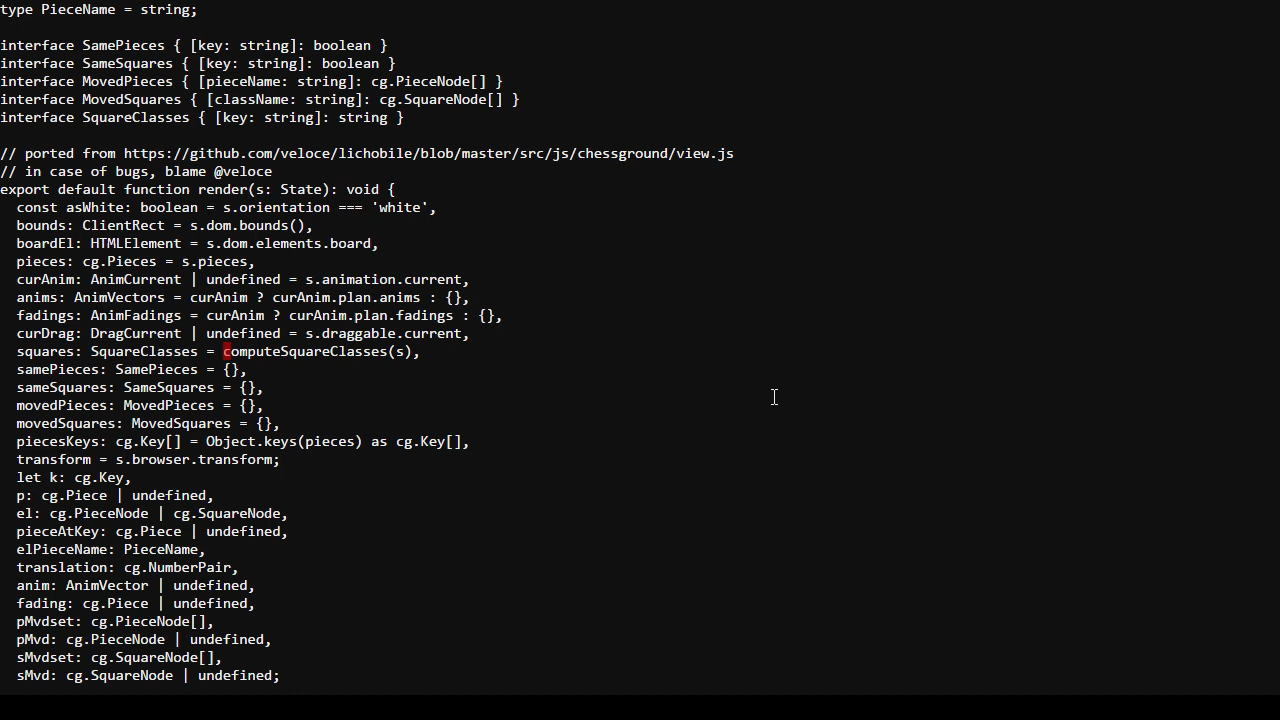 type PieceName = string;
interface SamePieces { [key: string]: boolean }
interface SameSquares { [key: string]: boolean }
interface MovedPieces { [pieceName: string]: cg.PieceNode[] }
interface MovedSquares { [className: string]: cg.SquareNode[] }
interface SquareClasses { [key: string]: string }
// ported from https://github.com/veloce/lichobile/blob/master/src/js/chessground/view.js
// in case of bugs, blame @veloce
export default function render(s: State): void {
const asWhite: boolean = s.orientation === 'white',
bounds: ClientRect = s.dom.bounds(),
boardEl: HTMLElement = s.dom.elements.board,
pieces: cg.Pieces = s.pieces,
curAnim: AnimCurrent | undefined = s.animation.current,
anims: AnimVectors = curAnim ? curAnim.plan.anims : {},
fadings: AnimFadings = curAnim ? curAnim.plan.fadings : {},
curDrag: DragCurrent | undefined = s.draggable.current,
squares: SquareClasses = computeSquareClasses(s),
samePieces: SamePieces = {},
sameSquares: SameSquares = {},
movedPieces: MovedPieces = {},
movedSquares: MovedSquares = {},
piecesKeys: cg.Key[] = Object.keys(pieces) as cg.Key[],
transform = s.browser.transform;
let k: cg.Key,
p: cg.Piece | undefined,
el: cg.PieceNode | cg.SquareNode,
pieceAtKey: cg.Piece | undefined,
elPieceName: PieceName,
translation: cg.NumberPair,
anim: AnimVector | undefined,
fading: cg.Piece | undefined,
pMvdset: cg.PieceNode[],
pMvd: cg.PieceNode | undefined,
sMvdset: cg.SquareNode[],
sMvd: cg.SquareNode | undefined;